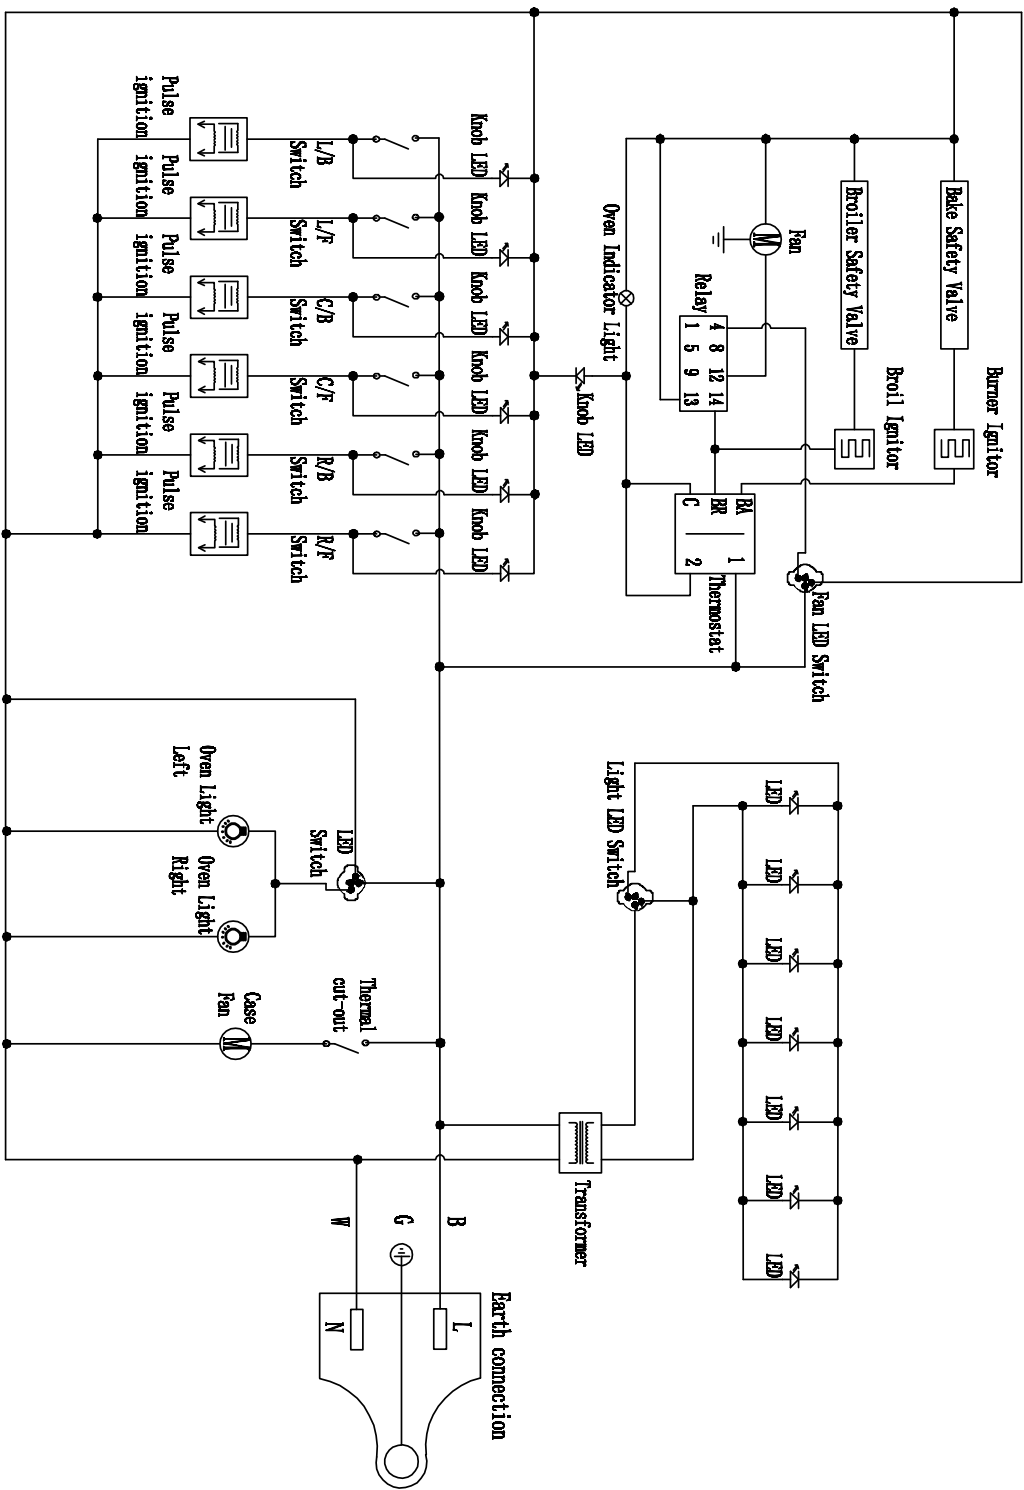 Burner Ignitor
Bake Safety Valve
Broil Ignitor
Broiler Safety Valve
Fan LED Switch
Fan
LED
LED
LED
LED
LED
LED
LED
Relay
4 8 12 14
1 5 9 13
BA
BR
C
1
2
Thermostat
Oven Indicator Light
Light LED Switch
Knob LED
Transformer
Knob LED
Knob LED
Knob LED
Knob LED
Knob LED
Knob LED
Earth connection
B
L
G
W
N
L/B
Switch
L/F
Switch
C/B
Switch
C/F
Switch
R/B
Switch
R/F
Switch
LED
Switch
Thermal
cut-out
Oven Light
Left
Oven Light
Right
Case
Fan
M
M
Pulse
ignition
Pulse
ignition
Pulse
ignition
Pulse
ignition
Pulse
ignition
Pulse
ignition